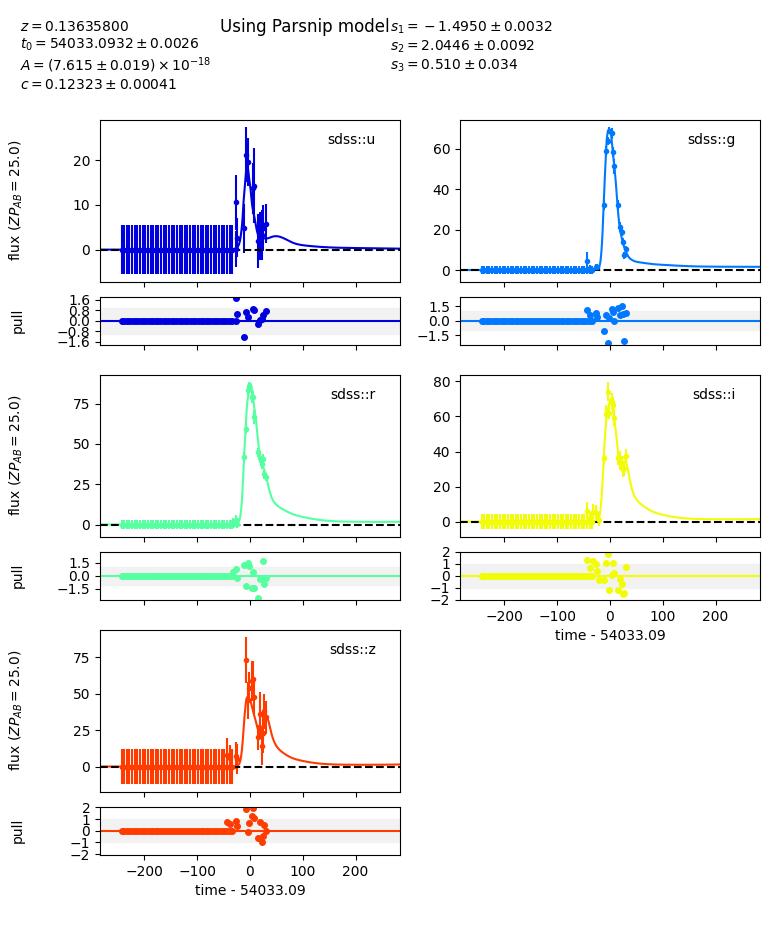 Using Parsnip model
z = 0.13635800
t₀ = 54033.0932 ± 0.0026
A = (7.615 ± 0.019) × 10⁻¹⁸
c = 0.12323 ± 0.00041
s₁ = −1.4950 ± 0.0032
s₂ = 2.0446 ± 0.0092
s₃ = 0.510 ± 0.034
sdss::u
flux (ZP_AB = 25.0)
20
10
0
pull
1.6
0.8
0.0
−0.8
−1.6
sdss::g
60
40
20
0
1.5
0.0
−1.5
sdss::r
flux (ZP_AB = 25.0)
75
50
25
0
pull
1.5
0.0
−1.5
sdss::i
80
60
40
20
0
2
1
0
−1
−2
−200 −100 0 100 200
time - 54033.09
sdss::z
flux (ZP_AB = 25.0)
75
50
25
0
pull
2
1
0
−1
−2
−200 −100 0 100 200
time - 54033.09